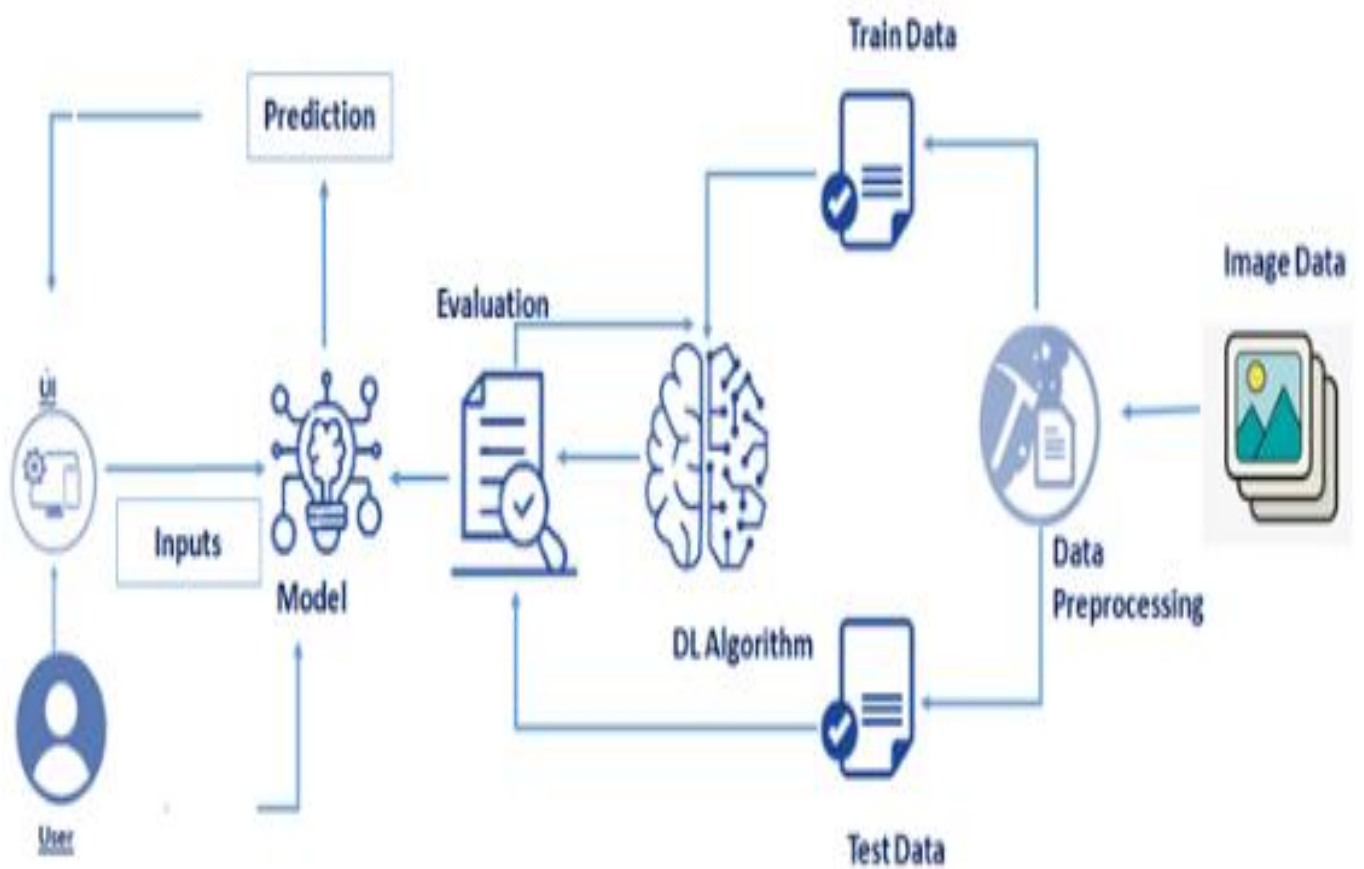 Train Data
Prediction
Image Data
Evaluation
UI
Inputs
Data
Preprocessing
Model
DL Algorithm
User
Test Data